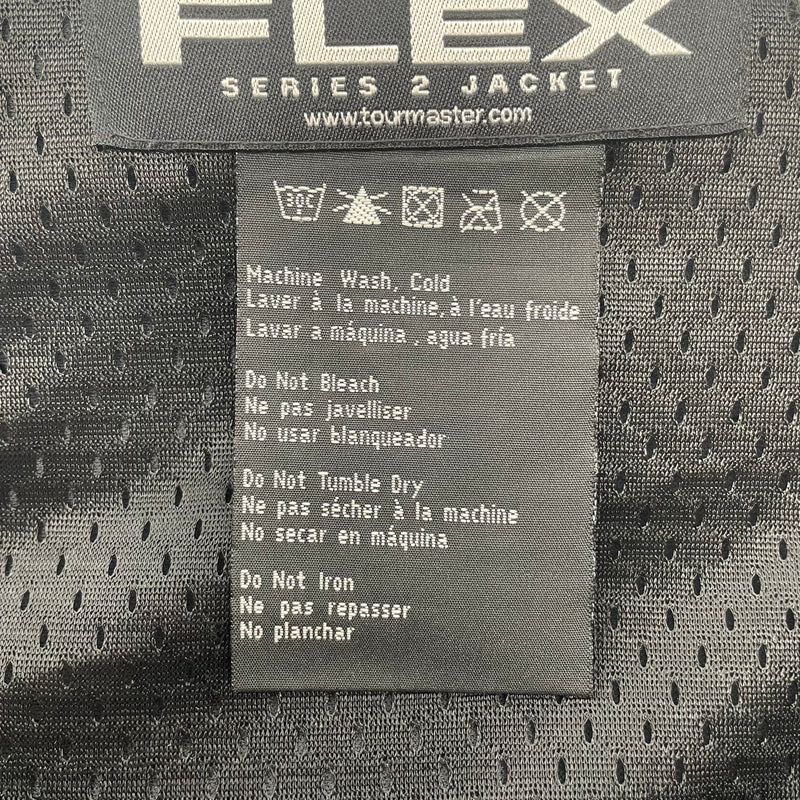 FLEX
SERIES 2 JACKET
www.tourmaster.com
30C
Machine Wash, Cold
Laver à la machine, à l'eau froide
Lavar a máquina, agua fría
Do Not Bleach
Ne pas javelliser
No usar blanqueador
Do Not Tumble Dry
Ne pas sécher à la machine
No secar en máquina
Do Not Iron
Ne pas repasser
No planchar